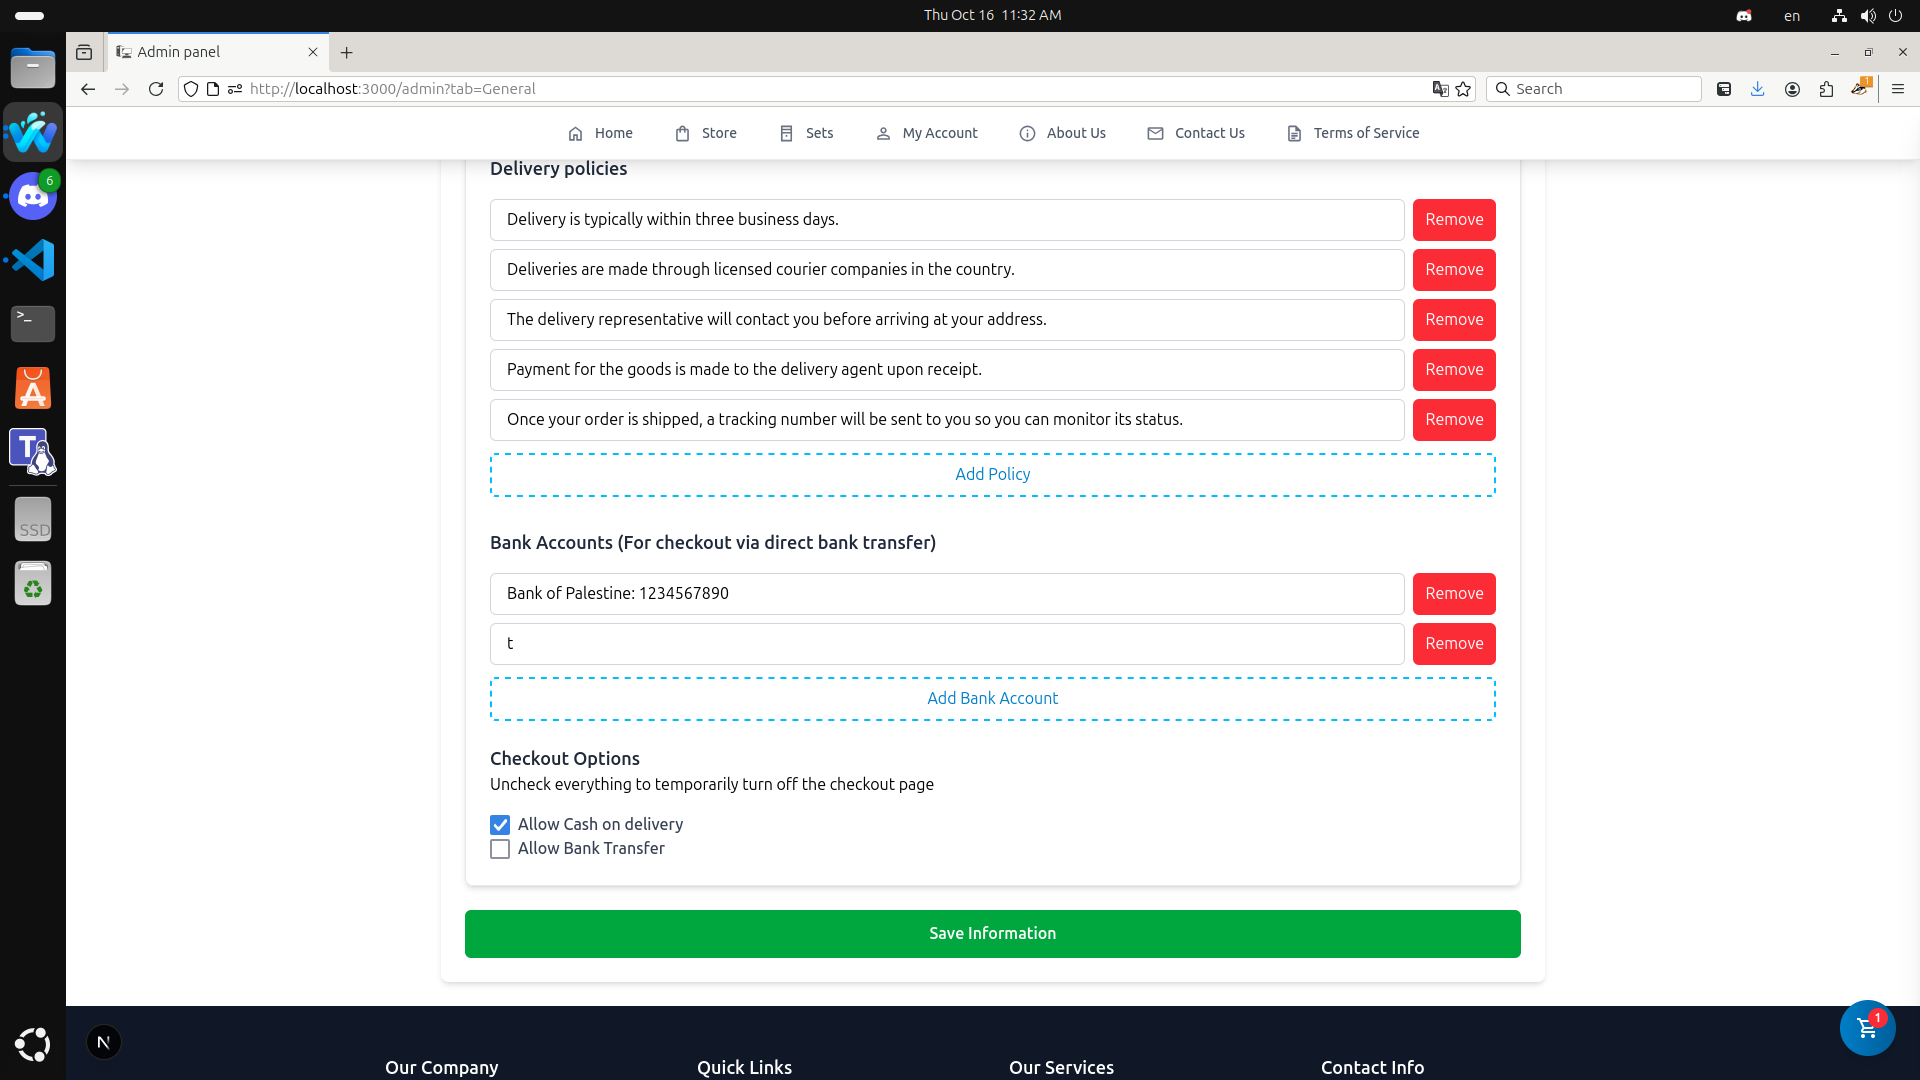 Thu Oct 16 11:32 AM
en
Admin panel
http://localhost:3000/admin?tab=General
Search
1
6
Home
Store
Sets
My Account
About Us
Contact Us
Terms of Service
Delivery policies
Delivery is typically within three business days.
Remove
Deliveries are made through licensed courier companies in the country.
Remove
The delivery representative will contact you before arriving at your address.
Remove
Payment for the goods is made to the delivery agent upon receipt.
Remove
Once your order is shipped, a tracking number will be sent to you so you can monitor its status.
Remove
Add Policy
Bank Accounts (For checkout via direct bank transfer)
Bank of Palestine: 1234567890
Remove
t
Remove
Add Bank Account
Checkout Options
Uncheck everything to temporarily turn off the checkout page
Allow Cash on delivery
Allow Bank Transfer
Save Information
SSD
N
1
Our Company
Quick Links
Our Services
Contact Info